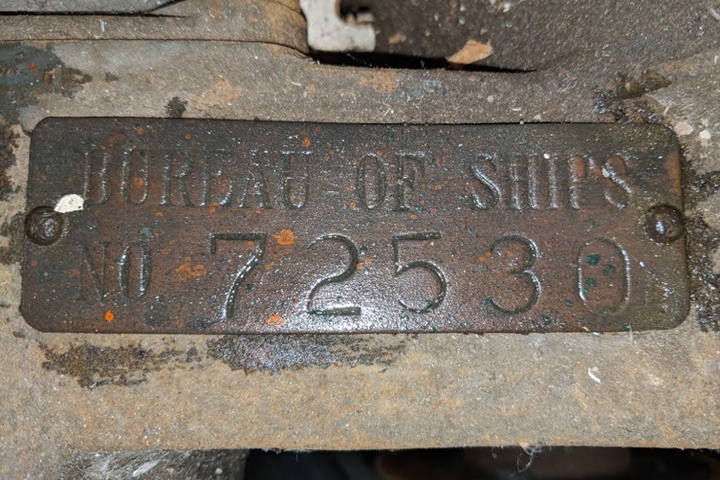 BUREAU OF SHIPS
NO 72530